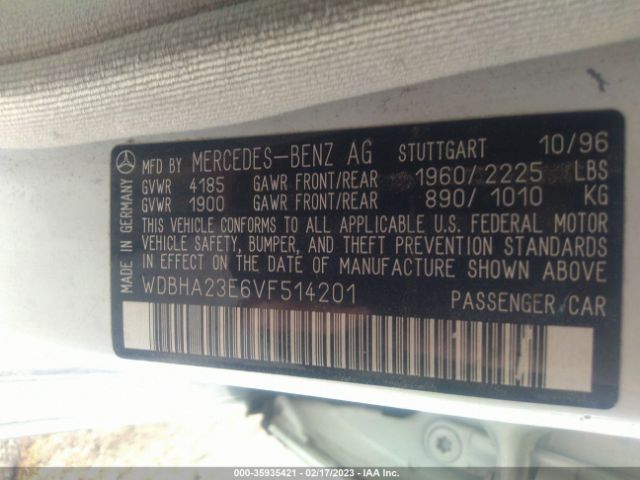 MFD BY MERCEDES-BENZ AG STUTTGART 10/96
GVWR 4185 GAWR FRONT/REAR 1960/2225 LBS
GVWR 1900 GAWR FRONT/REAR 890/1010 KG
THIS VEHICLE CONFORMS TO ALL APPLICABLE U.S. FEDERAL MOTOR
VEHICLE SAFETY, BUMPER, AND THEFT PREVENTION STANDARDS
IN EFFECT ON THE DATE OF MANUFACTURE SHOWN ABOVE
WDBHA23E6VF514201 PASSENGER CAR
MADE IN GERMANY
000-35935421 - 02/17/2023 - IAA Inc.